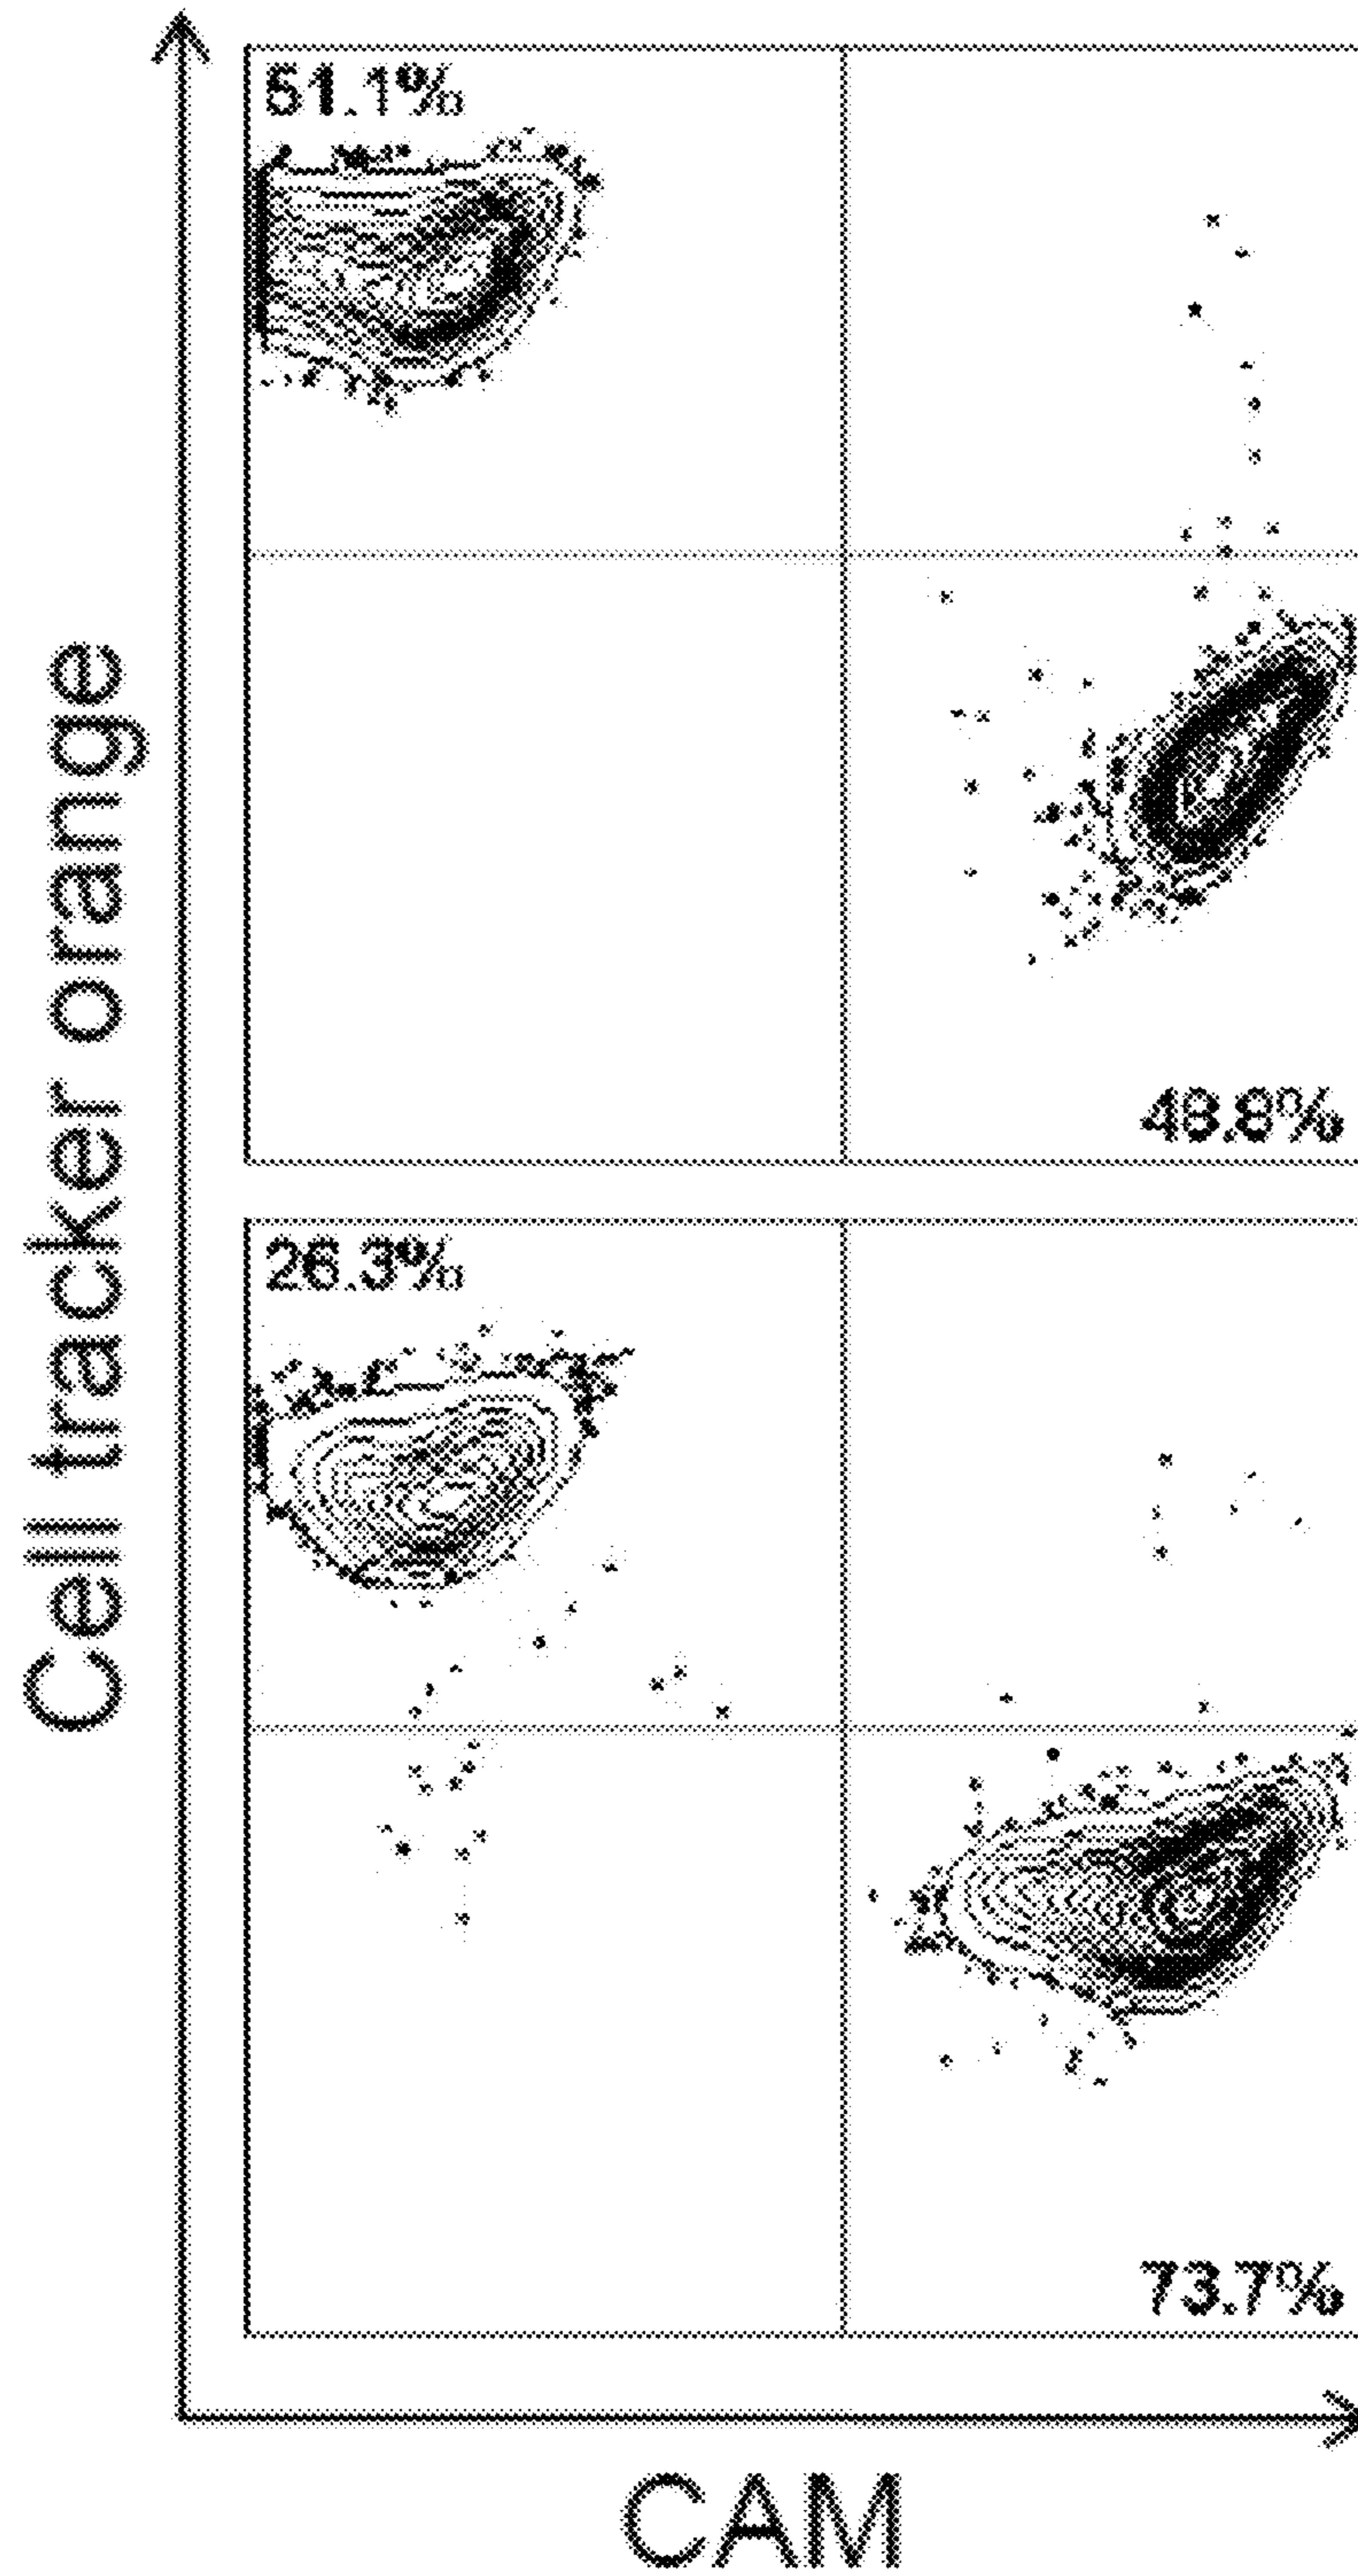 Cell tracker orange
51.1%
48.8%
26.3%
73.7%
CAM